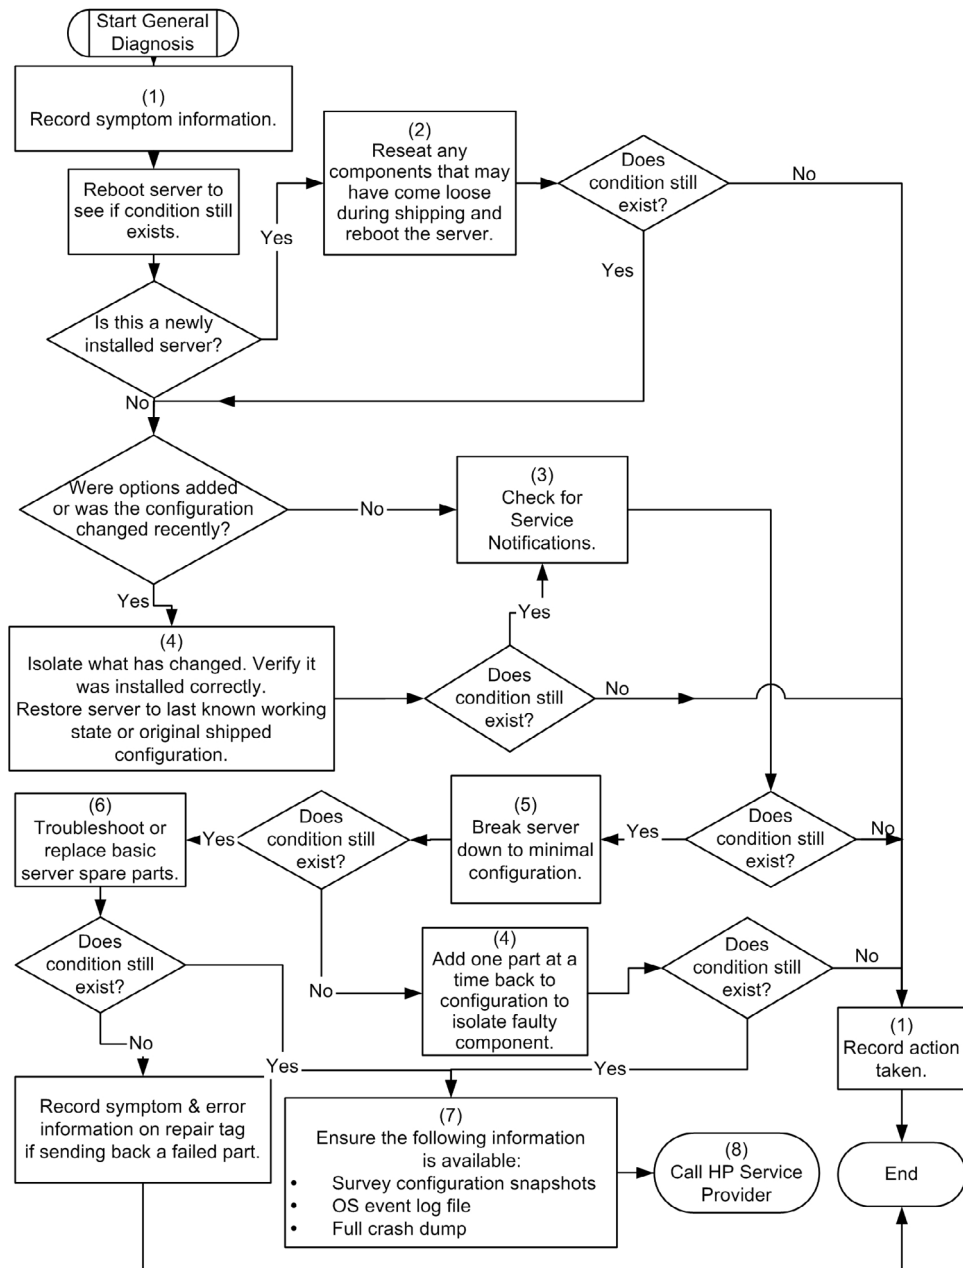 Start General
Diagnosis
(1)
Record symptom information.
Reboot server to
see if condition still
exists.
Is this a newly
installed server?
Yes
(2)
Reseat any
components that may
have come loose
during shipping and
reboot the server.
Does
condition still
exist?
No
Yes
No
Were options added
or was the configuration
changed recently?
No
(3)
Check for
Service
Notifications.
Yes
(4)
Isolate what has changed. Verify it
was installed correctly.
Restore server to last known working
state or original shipped
configuration.
Yes
Does
condition still
exist?
No
Does
condition still
exist?
No
Yes
(5)
Break server
down to minimal
configuration.
Does
condition still
exist?
Yes
(6)
Troubleshoot or
replace basic
server spare parts.
No
(4)
Add one part at a
time back to
configuration to
isolate faulty
component.
Does
condition still
exist?
No
Yes
Does
condition still
exist?
No
Yes
Record symptom & error
information on repair tag
if sending back a failed part.
(7)
Ensure the following information
is available:
• Survey configuration snapshots
• OS event log file
• Full crash dump
(8)
Call HP Service
Provider
(1)
Record action
taken.
End